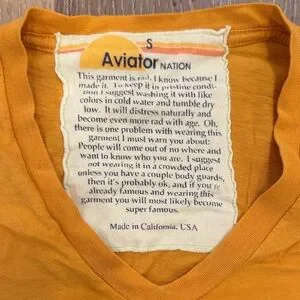 S
Aviator NATION
This garment is rad. I know because I
made it. To keep it in pristine condi-
tion I suggest washing it with like
colors in cold water and tumble dry
low. It will distress naturally and
become even more rad with age. Oh,
there is one problem with wearing this
garment I must warn you about:
People will come out of no where and
want to know who you are. I suggest
not wearing it in a crowded place
unless you have a couple body guards,
then it's probably ok, and if you're
already famous and wearing this
garment you will most likely become
super famous.
Made in California, USA